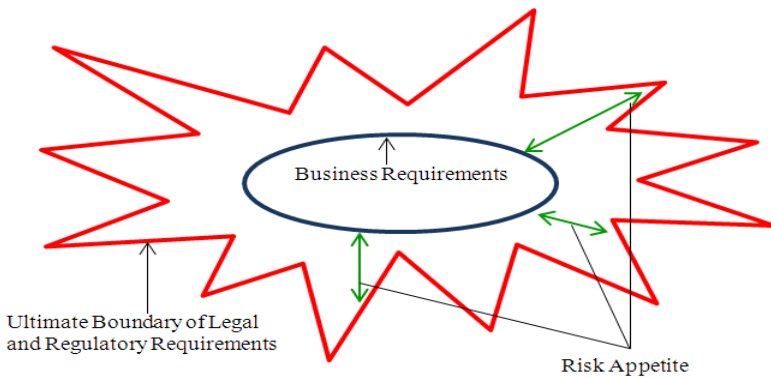 Business Requirements
Ultimate Boundary of Legal
and Regulatory Requirements
Risk Appetite